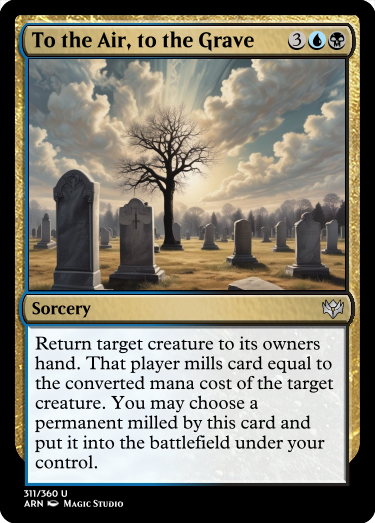 To the Air, to the Grave 3
Sorcery
Return target creature to its owners
hand. That player mills card equal to
the converted mana cost of the target
creature. You may choose a
permanent milled by this card and
put it into the battlefield under your
control.
311/360 U
ARN Magic Studio